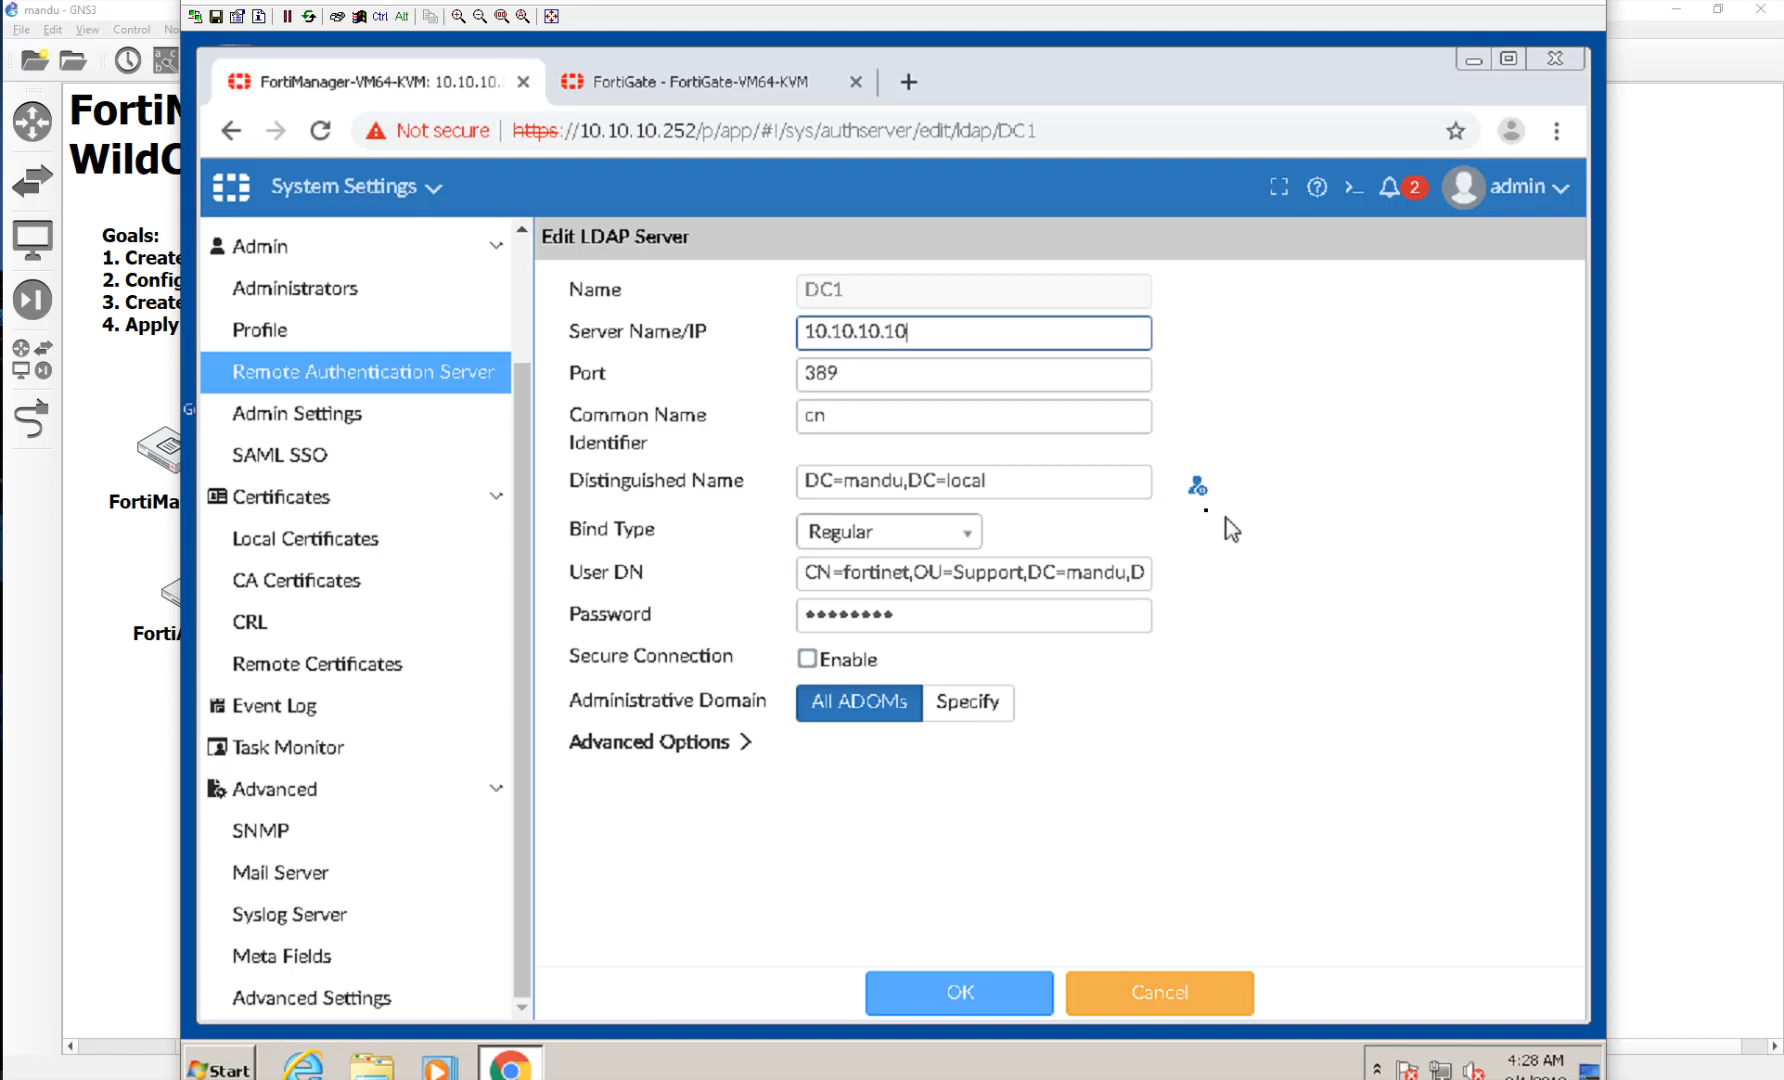 mandu - GNS3
File Edit View Control No
Ctrl Alt
FortiM
WildC
Goals:
1. Create
2. Config
3. Create
4. Apply
FortiMa
FortiA
FortiManager-VM64-KVM: 10.10.10.
FortiGate - FortiGate-VM64-KVM
Not secure | https://10.10.10.252/p/app/#!/sys/authserver/edit/ldap/DC1
System Settings
2
admin
Admin
Administrators
Profile
Remote Authentication Server
Admin Settings
SAML SSO
Certificates
Local Certificates
CA Certificates
CRL
Remote Certificates
Event Log
Task Monitor
Advanced
SNMP
Mail Server
Syslog Server
Meta Fields
Advanced Settings
Edit LDAP Server
Name DC1
Server Name/IP 10.10.10.10
Port 389
Common Name Identifier cn
Distinguished Name DC=mandu,DC=local
Bind Type Regular
User DN CN=fortinet,OU=Support,DC=mandu,D
Password ••••••••
Secure Connection Enable
Administrative Domain All ADOMs Specify
Advanced Options >
OK Cancel
Start
4:28 AM